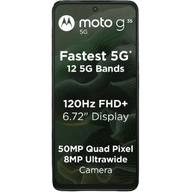 moto g 35
5G
Fastest 5G*
12 5G Bands
120Hz FHD+
6.72" Display
50MP Quad Pixel
8MP Ultrawide
Camera